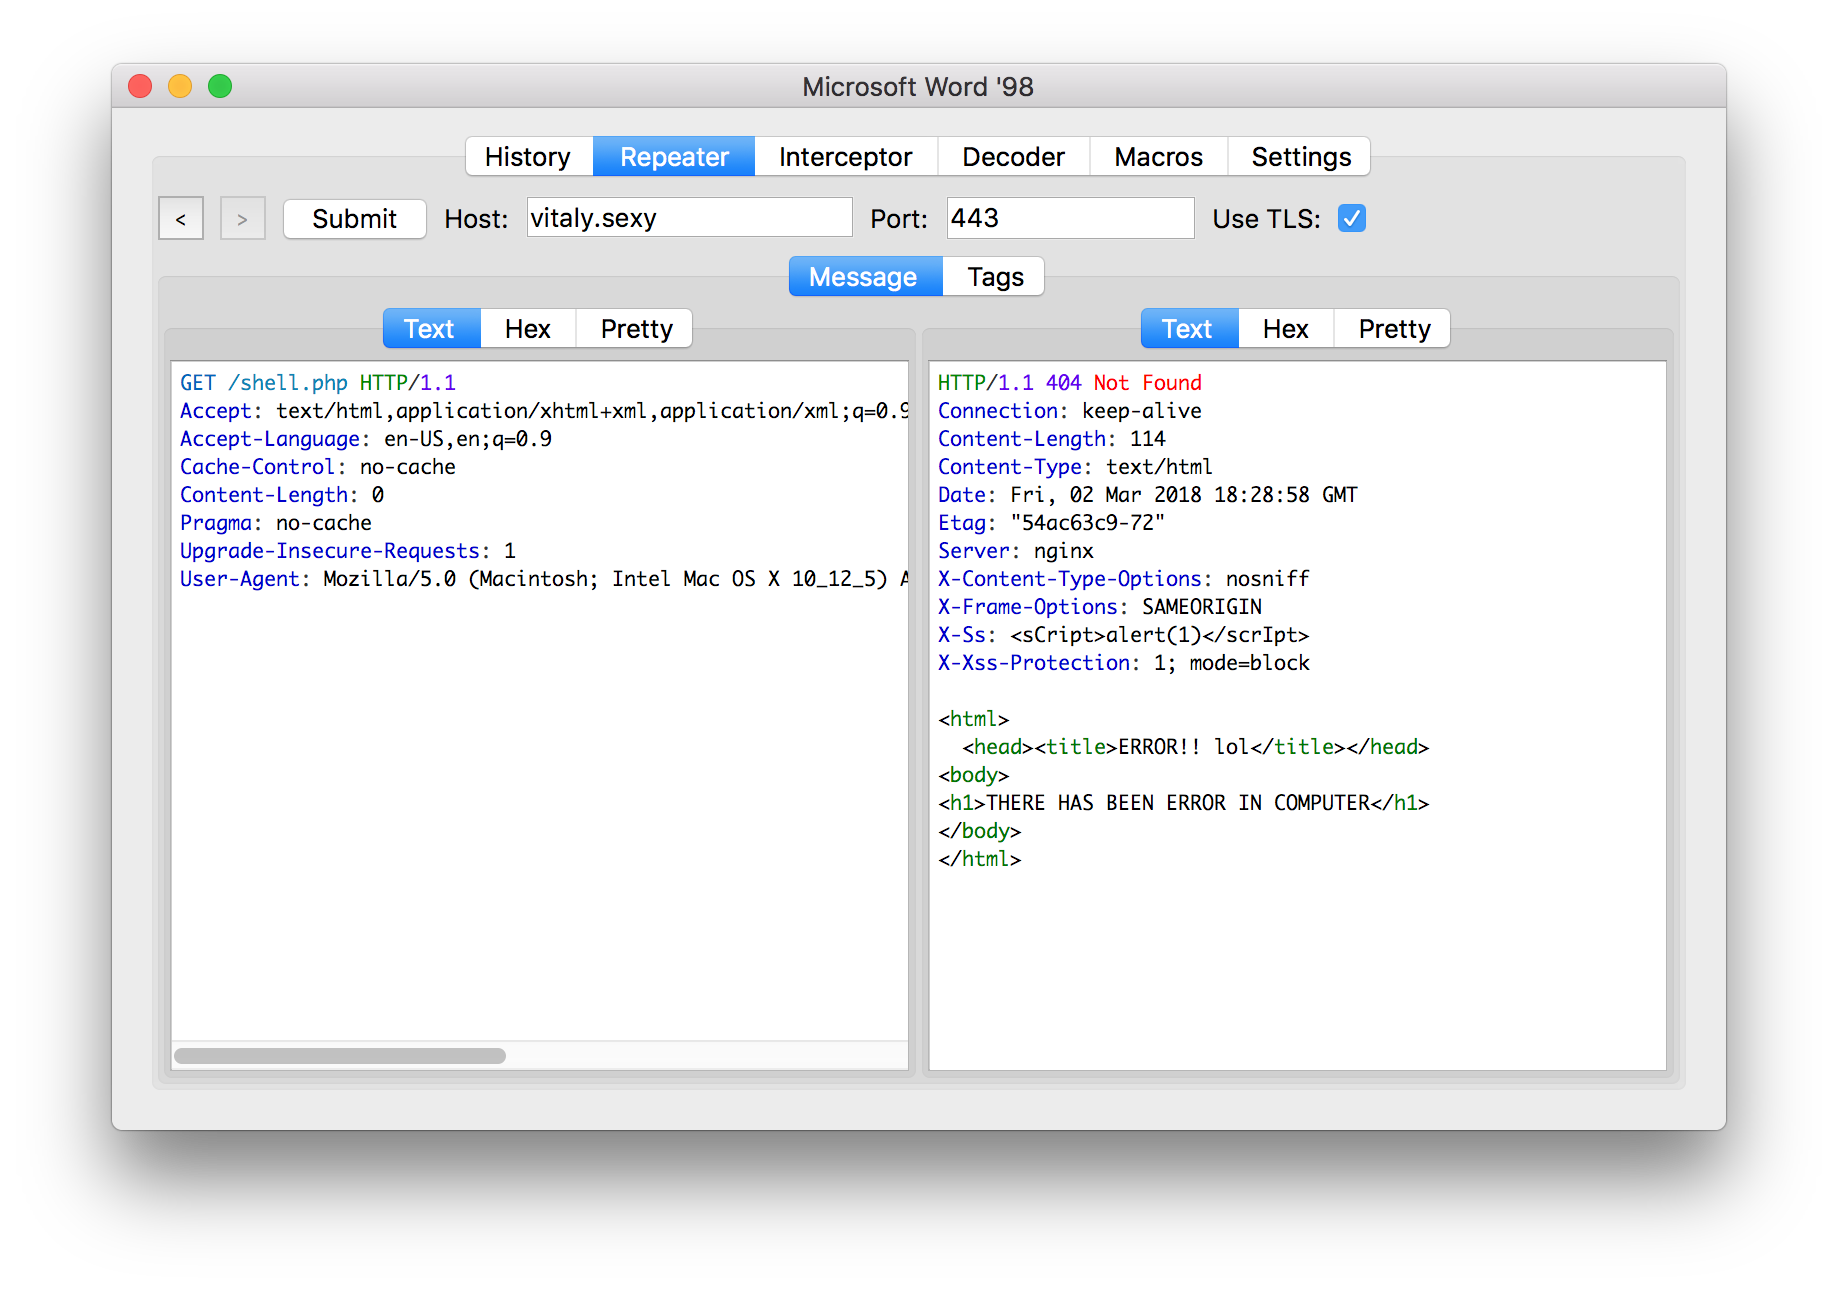 Microsoft Word '98
History Repeater Interceptor Decoder Macros Settings
< > Submit Host: vitaly.sexy Port: 443 Use TLS:
Message Tags
Text Hex Pretty
GET /shell.php HTTP/1.1
Accept: text/html,application/xhtml+xml,application/xml;q=0.9
Accept-Language: en-US,en;q=0.9
Cache-Control: no-cache
Content-Length: 0
Pragma: no-cache
Upgrade-Insecure-Requests: 1
User-Agent: Mozilla/5.0 (Macintosh; Intel Mac OS X 10_12_5) A
Text Hex Pretty
HTTP/1.1 404 Not Found
Connection: keep-alive
Content-Length: 114
Content-Type: text/html
Date: Fri, 02 Mar 2018 18:28:58 GMT
Etag: "54ac63c9-72"
Server: nginx
X-Content-Type-Options: nosniff
X-Frame-Options: SAMEORIGIN
X-Ss: <sCript>alert(1)</scrIpt>
X-Xss-Protection: 1; mode=block
<html>
<head><title>ERROR!! lol</title></head>
<body>
<h1>THERE HAS BEEN ERROR IN COMPUTER</h1>
</body>
</html>